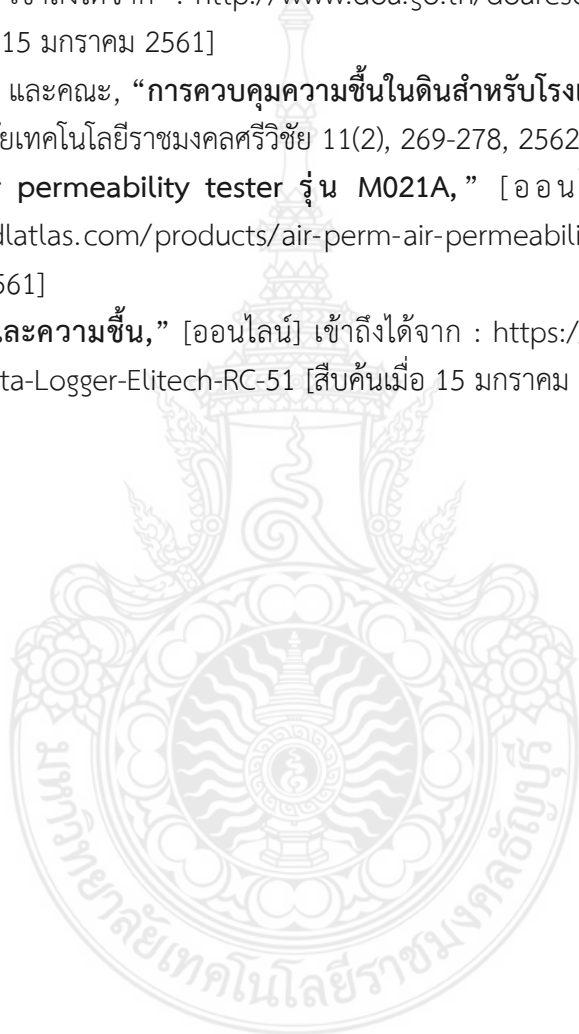 เข้าถึงได้จาก : http://www.doa.go.th/doares
15 มกราคม 2561]
และคณะ, “การควบคุมความชื้นในดินสำหรับโรง
ัยเทคโนโลยีราชมงคลศรีวิชัย 11(2), 269-278, 2562
permeability tester รุ่น M021A,” [ออน
dlatlas.com/products/air-perm-air-permeabili
561]
และความชื้น,” [ออนไลน์] เข้าถึงได้จาก : https:/
ta-Logger-Elitech-RC-51 [สืบค้นเมื่อ 15 มกราคม
มหาวิทยาลัยเทคโนโลยีราชมงคลธัญบุรี